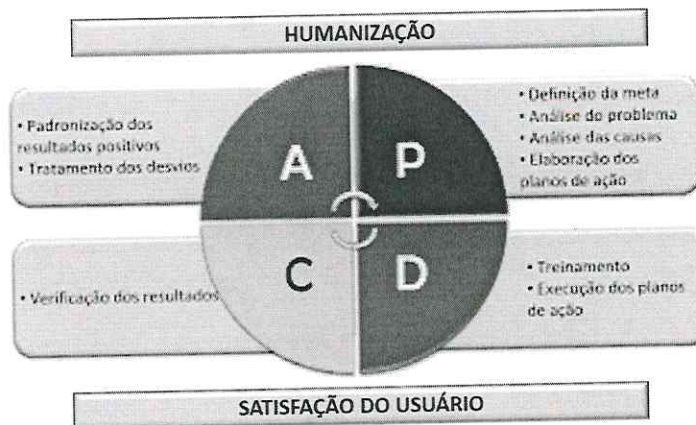 HUMANIZAÇÃO
• Padronização dos
resultados positivos
• Tratamento dos desvios
A
P
• Definição da meta
• Análise do problema
• Análise das causas
• Elaboração dos
planos de ação
• Verificação dos resultados
C
D
• Treinamento
• Execução dos planos
de ação
SATISFAÇÃO DO USUÁRIO